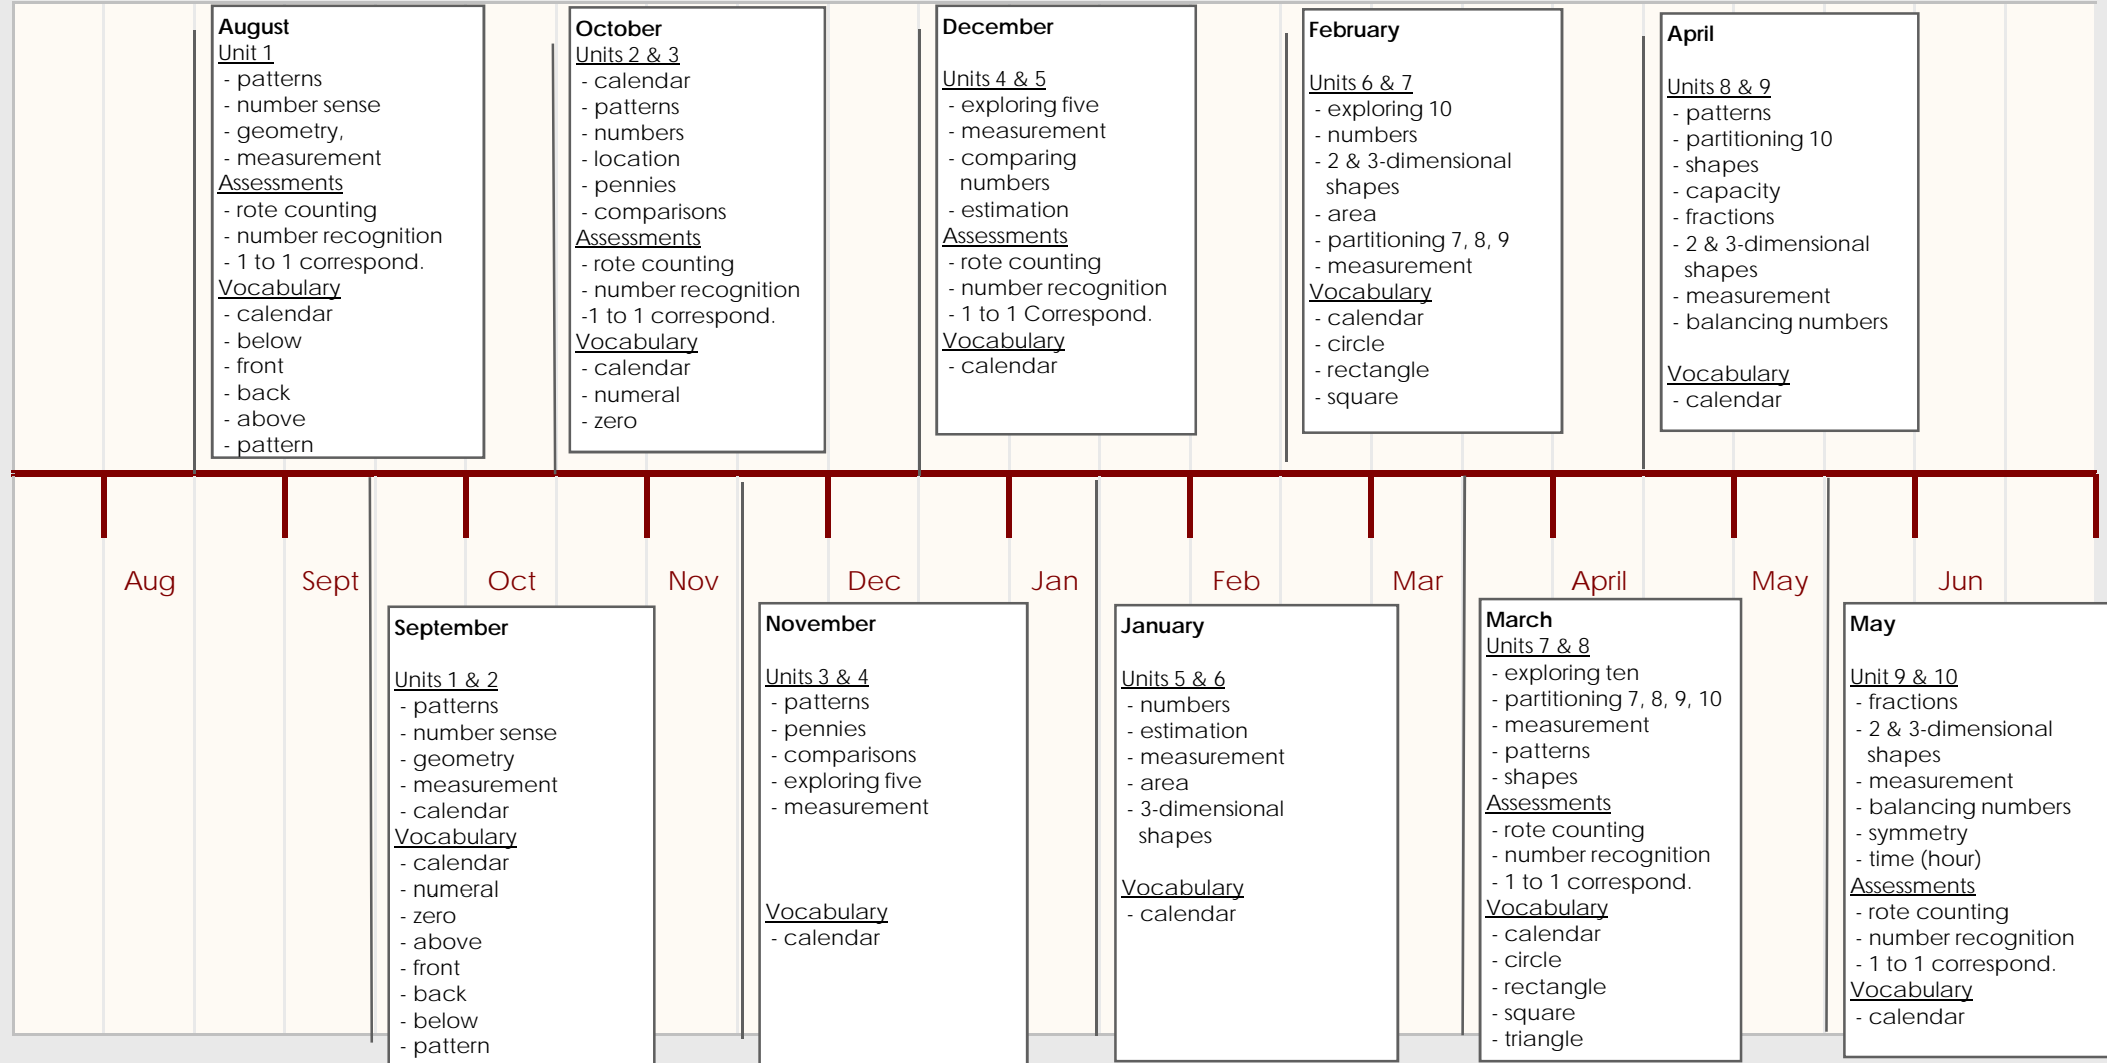 August
Unit 1
- patterns
- number sense
- geometry,
- measurement
Assessments
- rote counting
- number recognition
- 1 to 1 correspond.
Vocabulary
- calendar
- below
- front
- back
- above
- pattern
October
Units 2 & 3
- calendar
- patterns
- numbers
- location
- pennies
- comparisons
Assessments
- rote counting
- number recognition
-1 to 1 correspond.
Vocabulary
- calendar
- numeral
- zero
December
Units 4 & 5
- exploring five
- measurement
- comparing
numbers
- estimation
Assessments
- rote counting
- number recognition
- 1 to 1 Correspond.
Vocabulary
- calendar
February
Units 6 & 7
- exploring 10
- numbers
- 2 & 3-dimensional
shapes
- area
- partitioning 7, 8, 9
- measurement
Vocabulary
- calendar
- circle
- rectangle
- square
April
Units 8 & 9
- patterns
- partitioning 10
- shapes
- capacity
- fractions
- 2 & 3-dimensional
shapes
- measurement
- balancing numbers
Vocabulary
- calendar
Aug Sept Oct Nov Dec Jan Feb Mar April May Jun
September
Units 1 & 2
- patterns
- number sense
- geometry
- measurement
- calendar
Vocabulary
- calendar
- numeral
- zero
- above
- front
- back
- below
- pattern
November
Units 3 & 4
- patterns
- pennies
- comparisons
- exploring five
- measurement
Vocabulary
- calendar
January
Units 5 & 6
- numbers
- estimation
- measurement
- area
- 3-dimensional
shapes
Vocabulary
- calendar
March
Units 7 & 8
- exploring ten
- partitioning 7, 8, 9, 10
- measurement
- patterns
- shapes
Assessments
- rote counting
- number recognition
- 1 to 1 correspond.
Vocabulary
- calendar
- circle
- rectangle
- square
- triangle
May
Unit 9 & 10
- fractions
- 2 & 3-dimensional
shapes
- measurement
- balancing numbers
- symmetry
- time (hour)
Assessments
- rote counting
- number recognition
- 1 to 1 correspond.
Vocabulary
- calendar